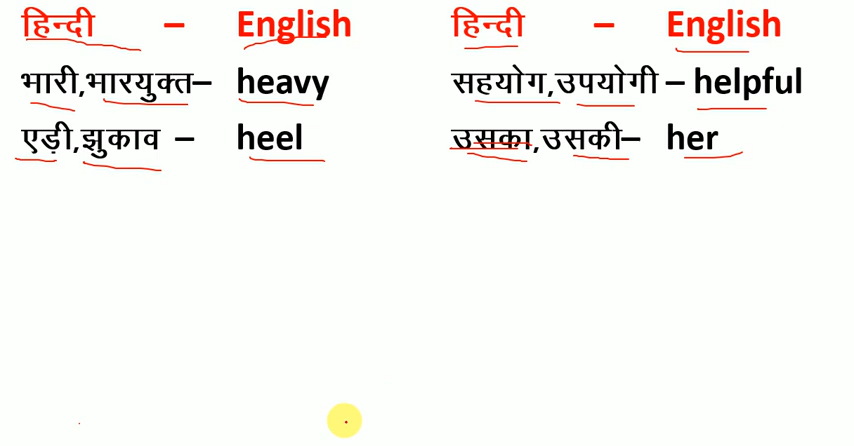 हिन्दी – English
हिन्दी – English
भारी,भारयुक्त– heavy
सहयोग,उपयोगी – helpful
एड़ी,झुकाव – heel
उसका,उसकी– her